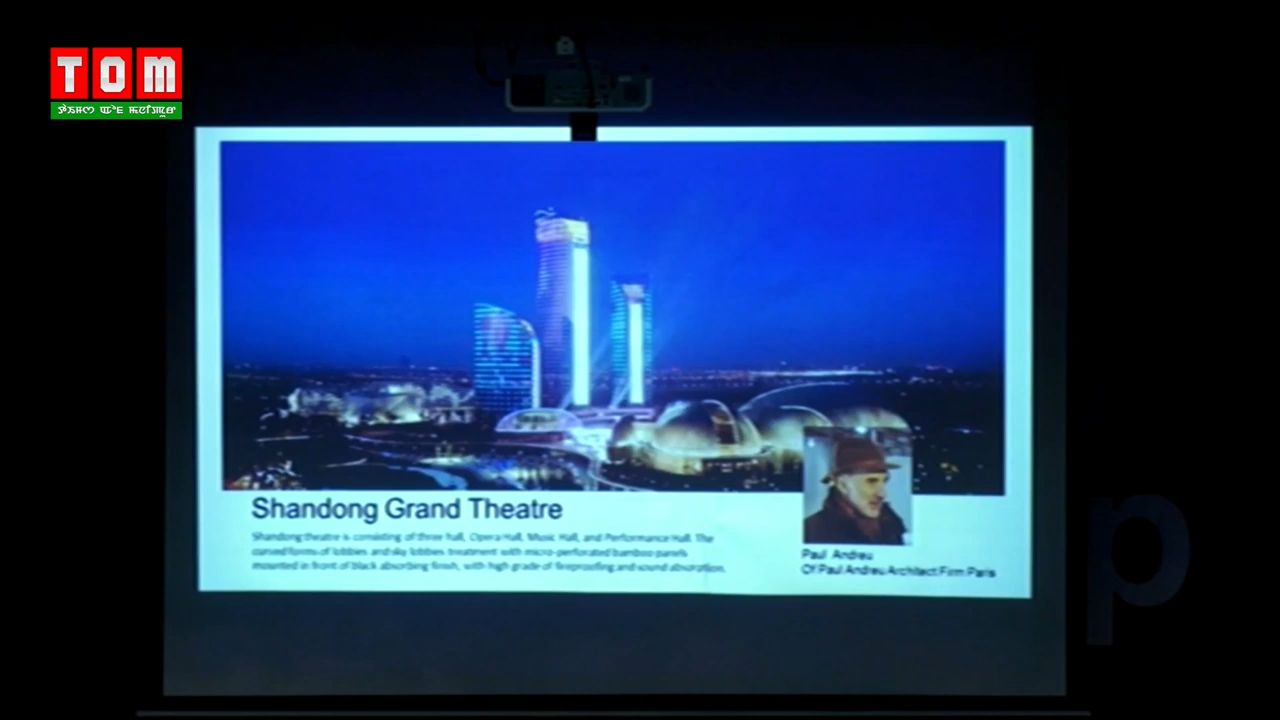 TOM
Shandong Grand Theatre
Shandong theatre is consisting of three hall, Opera Hall, Music Hall, and Performance Hall. The
curved forms of lobbies and sky lobbies treatment with micro-perforated bamboo panels
mounted in front of black absorbing finish, with high grade of fireproofing and sound absorption.
Paul Andreu
Of Paul Andreu Architect Firm Paris
p